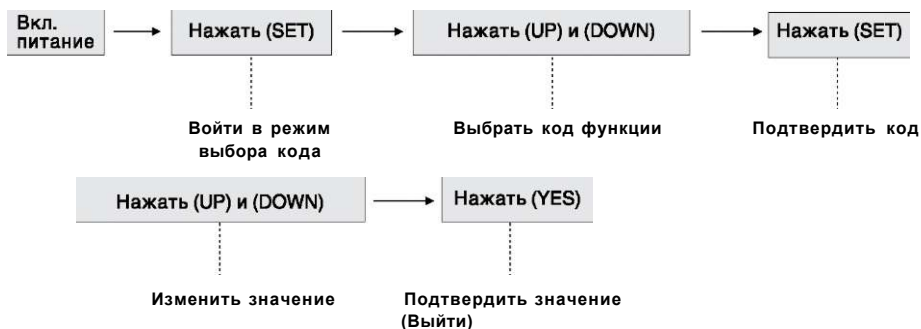 Вкл.
питание
Нажать (SET)
Нажать (UP) и (DOWN)
Нажать (SET)
Войти в режим
выбора кода
Выбрать код функции
Подтвердить код
Нажать (UP) и (DOWN)
Нажать (YES)
Изменить значение
Подтвердить значение
(Выйти)